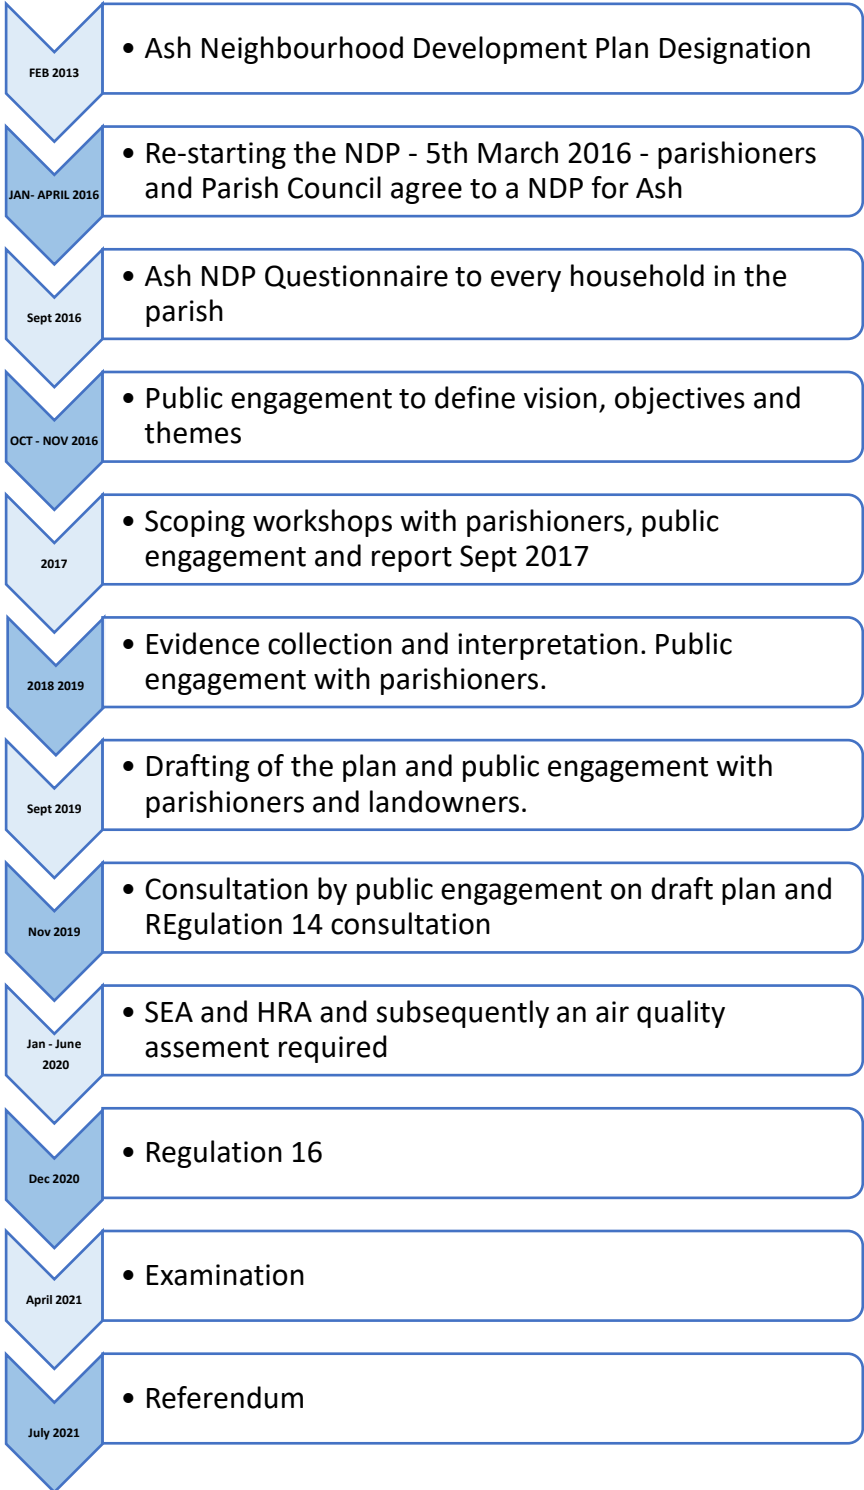 FEB 2013
• Ash Neighbourhood Development Plan Designation
JAN- APRIL 2016
• Re-starting the NDP - 5th March 2016 - parishioners
and Parish Council agree to a NDP for Ash
Sept 2016
• Ash NDP Questionnaire to every household in the
parish
OCT - NOV 2016
• Public engagement to define vision, objectives and
themes
2017
• Scoping workshops with parishioners, public
engagement and report Sept 2017
2018 2019
• Evidence collection and interpretation. Public
engagement with parishioners.
Sept 2019
• Drafting of the plan and public engagement with
parishioners and landowners.
Nov 2019
• Consultation by public engagement on draft plan and
REgulation 14 consultation
Jan - June
2020
• SEA and HRA and subsequently an air quality
assement required
Dec 2020
• Regulation 16
April 2021
• Examination
July 2021
• Referendum